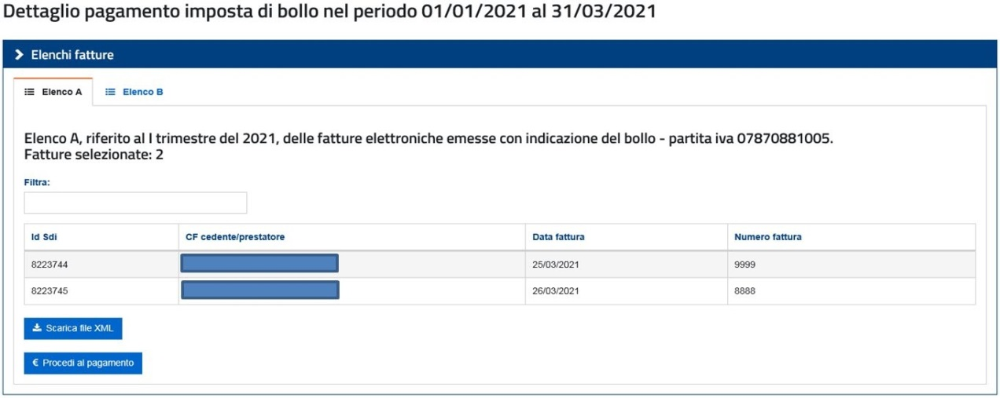 Dettaglio pagamento imposta di bollo nel periodo 01/01/2021 al 31/03/2021
Elenchi fatture
Elenco A Elenco B
Elenco A, riferito al I trimestre del 2021, delle fatture elettroniche emesse con indicazione del bollo - partita iva 07870881005.
Fatture selezionate: 2
Filtra:
Id Sdi CF cedente/prestatore Data fattura Numero fattura
8223744 25/03/2021 9999
8223745 26/03/2021 8888
Scarica file XML
€ Procedi al pagamento